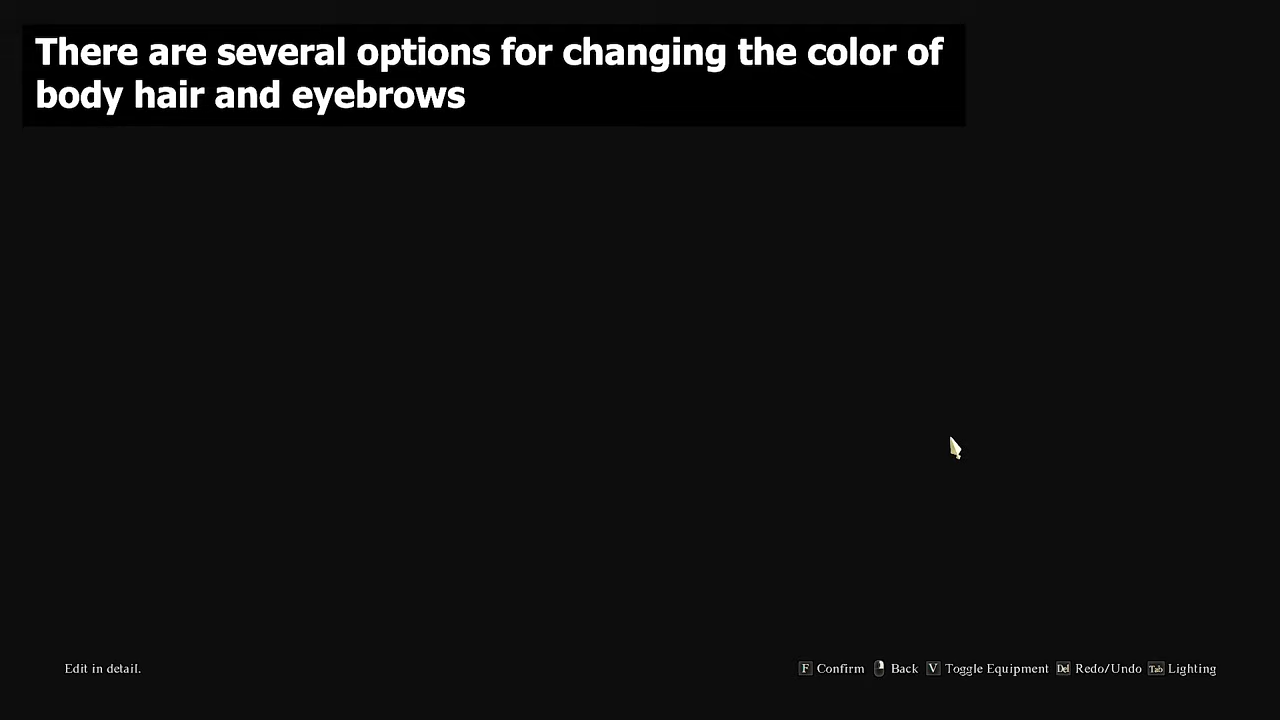 There are several options for changing the color of
body hair and eyebrows
Edit in detail.
F Confirm Back V Toggle Equipment Del Redo/Undo Tab Lighting